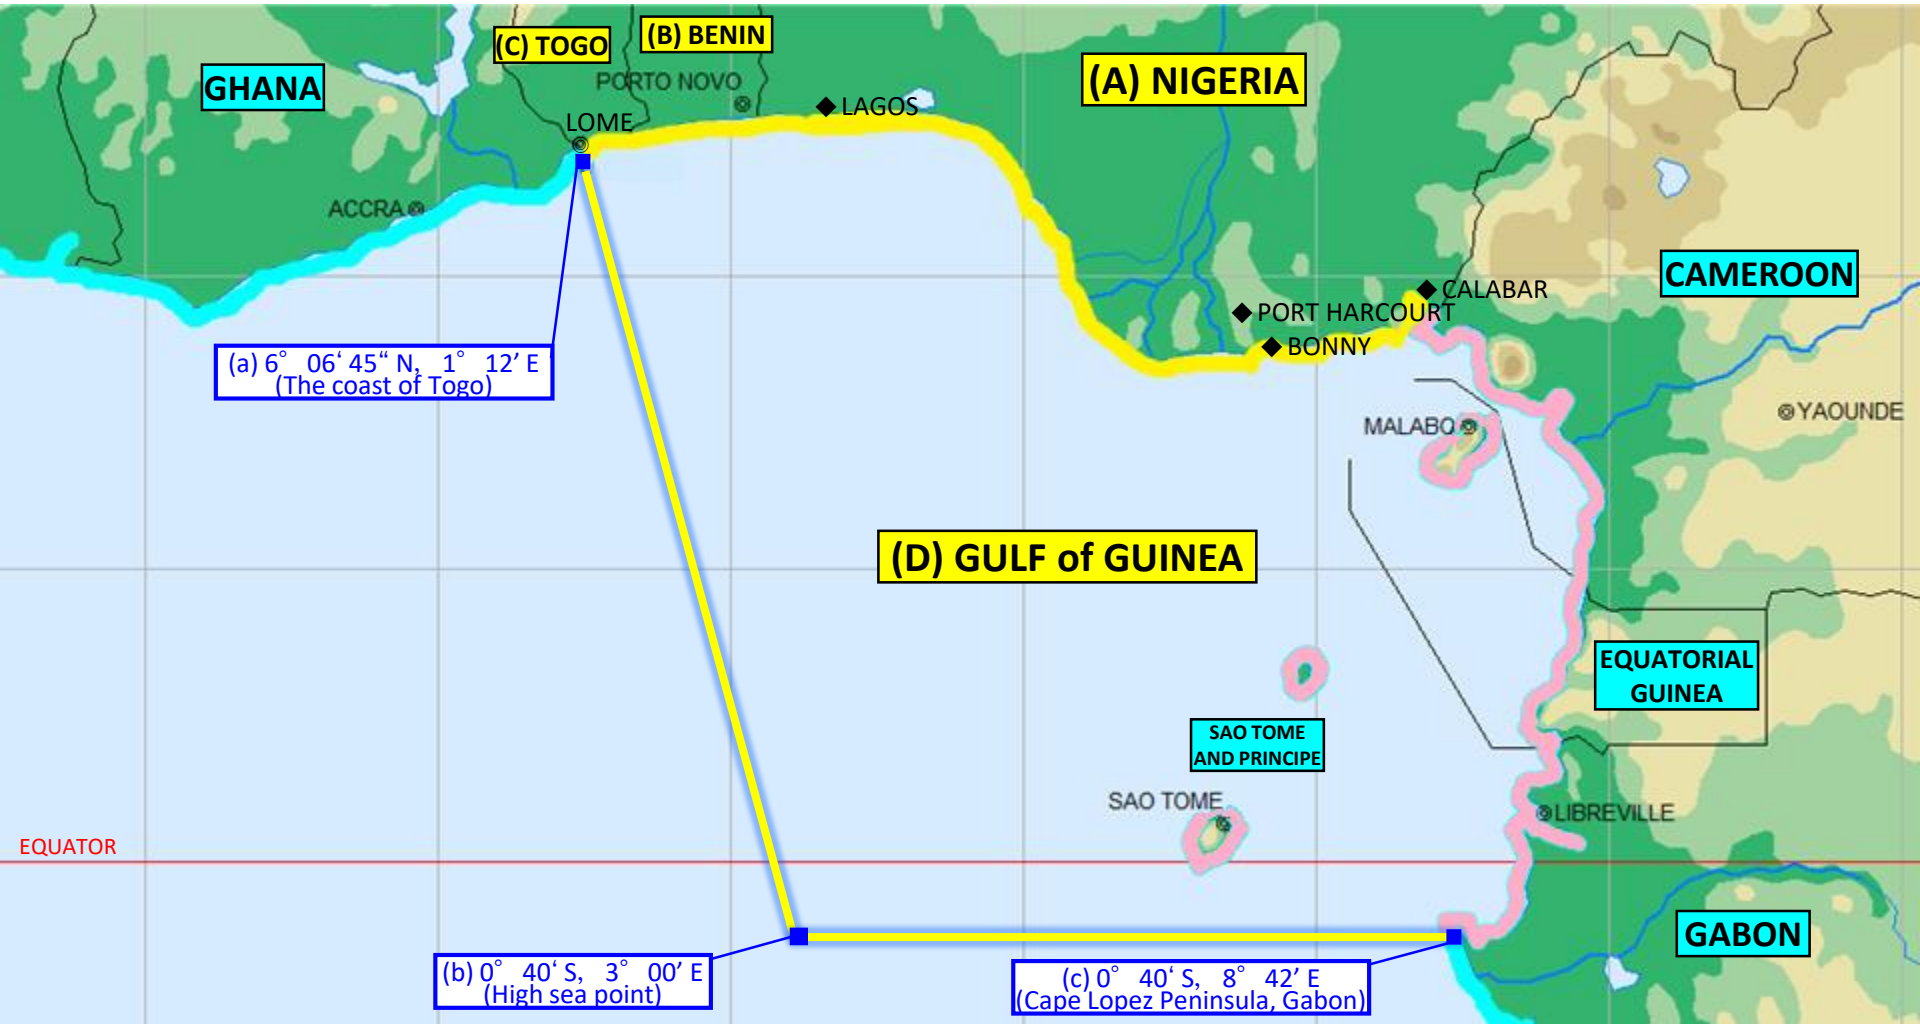 (C) TOGO
(B) BENIN
(A) NIGERIA
GHANA
PORTO NOVO
LAGOS
LOME
ACCRA
CAMEROON
CALABAR
PORT HARCOURT
BONNY
(a) 6° 06‘ 45“ N, 1° 12’ E
(The coast of Togo)
YAOUNDE
MALABO
(D) GULF of GUINEA
EQUATORIAL
GUINEA
SAO TOME
AND PRINCIPE
SAO TOME
LIBREVILLE
EQUATOR
GABON
(b) 0° 40‘ S, 3° 00’ E
(High sea point)
(c) 0° 40‘ S, 8° 42’ E
(Cape Lopez Peninsula, Gabon)